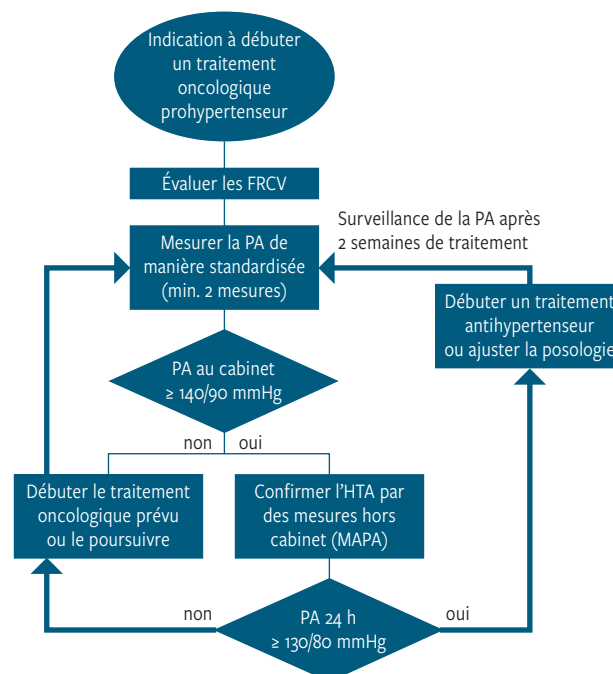 Indication à débuter
un traitement
oncologique
prohypertenseur
Évaluer les FRCV
Surveillance de la PA après
2 semaines de traitement
Mesurer la PA de
manière standardisée
(min. 2 mesures)
Débuter un traitement
antihypertenseur
ou ajuster la posologie
PA au cabinet
≥ 140/90 mmHg
non oui
Débuter le traitement
oncologique prévu
ou le poursuivre
Confirmer l’HTA par
des mesures hors
cabinet (MAPA)
non
PA 24 h
≥ 130/80 mmHg
oui